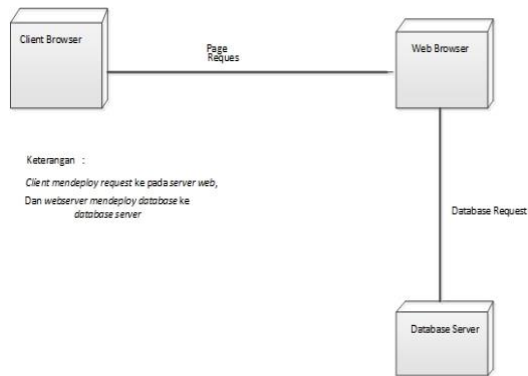 Client Browser
Page
Reques
Web Browser
Keterangan :
Client mendeploy request ke pada server web,
Dan webserver mendeploy database ke
database server
Database Request
Database Server